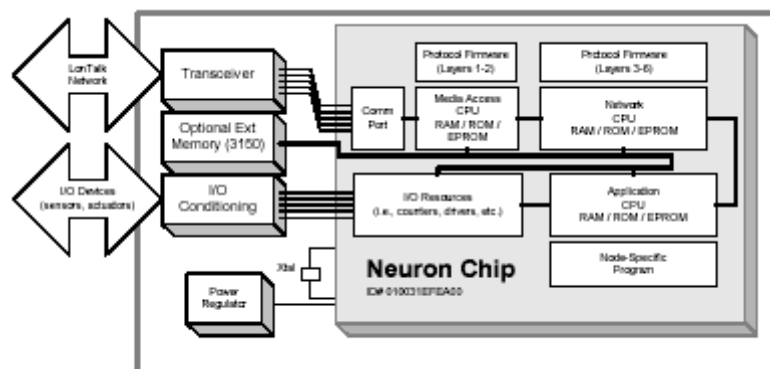 LonTalk
Network
Transceiver
Optional Ext
Memory (3150)
I/O Devices
(sensors, actuators)
I/O
Conditioning
Xtal
Power
Regulator
Protocol Firmware
(Layers 1-2)
Protocol Firmware
(Layers 3-6)
Comm
Port
Media Access
CPU
RAM / ROM /
EPROM
Network
CPU
RAM / ROM / EPROM
I/O Resources
(i.e., counters, drivers, etc.)
Application
CPU
RAM / ROM / EPROM
Node-Specific
Program
Neuron Chip
ID# 010031EFEA00